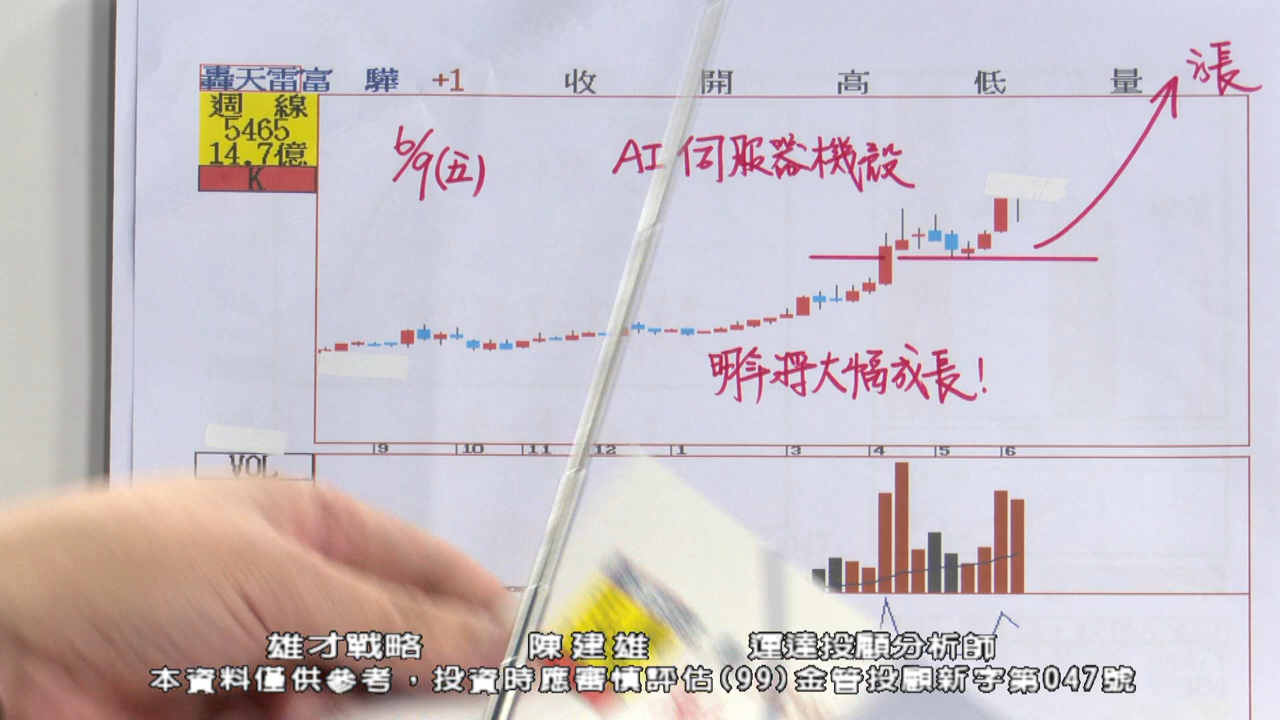 轟天雷富 驊 +1 收 開 高 低 量
漲
週 線
5465
14.7億
K
6/9(五)
AI 伺服器機殼
明年將大幅成長!
9 10 11 12 1 3 4 5 6
VOL
雄才戰略 陳建雄 運達投顧分析師
本資料僅供參考，投資時應審慎評估(99)金管投顧新字第047號